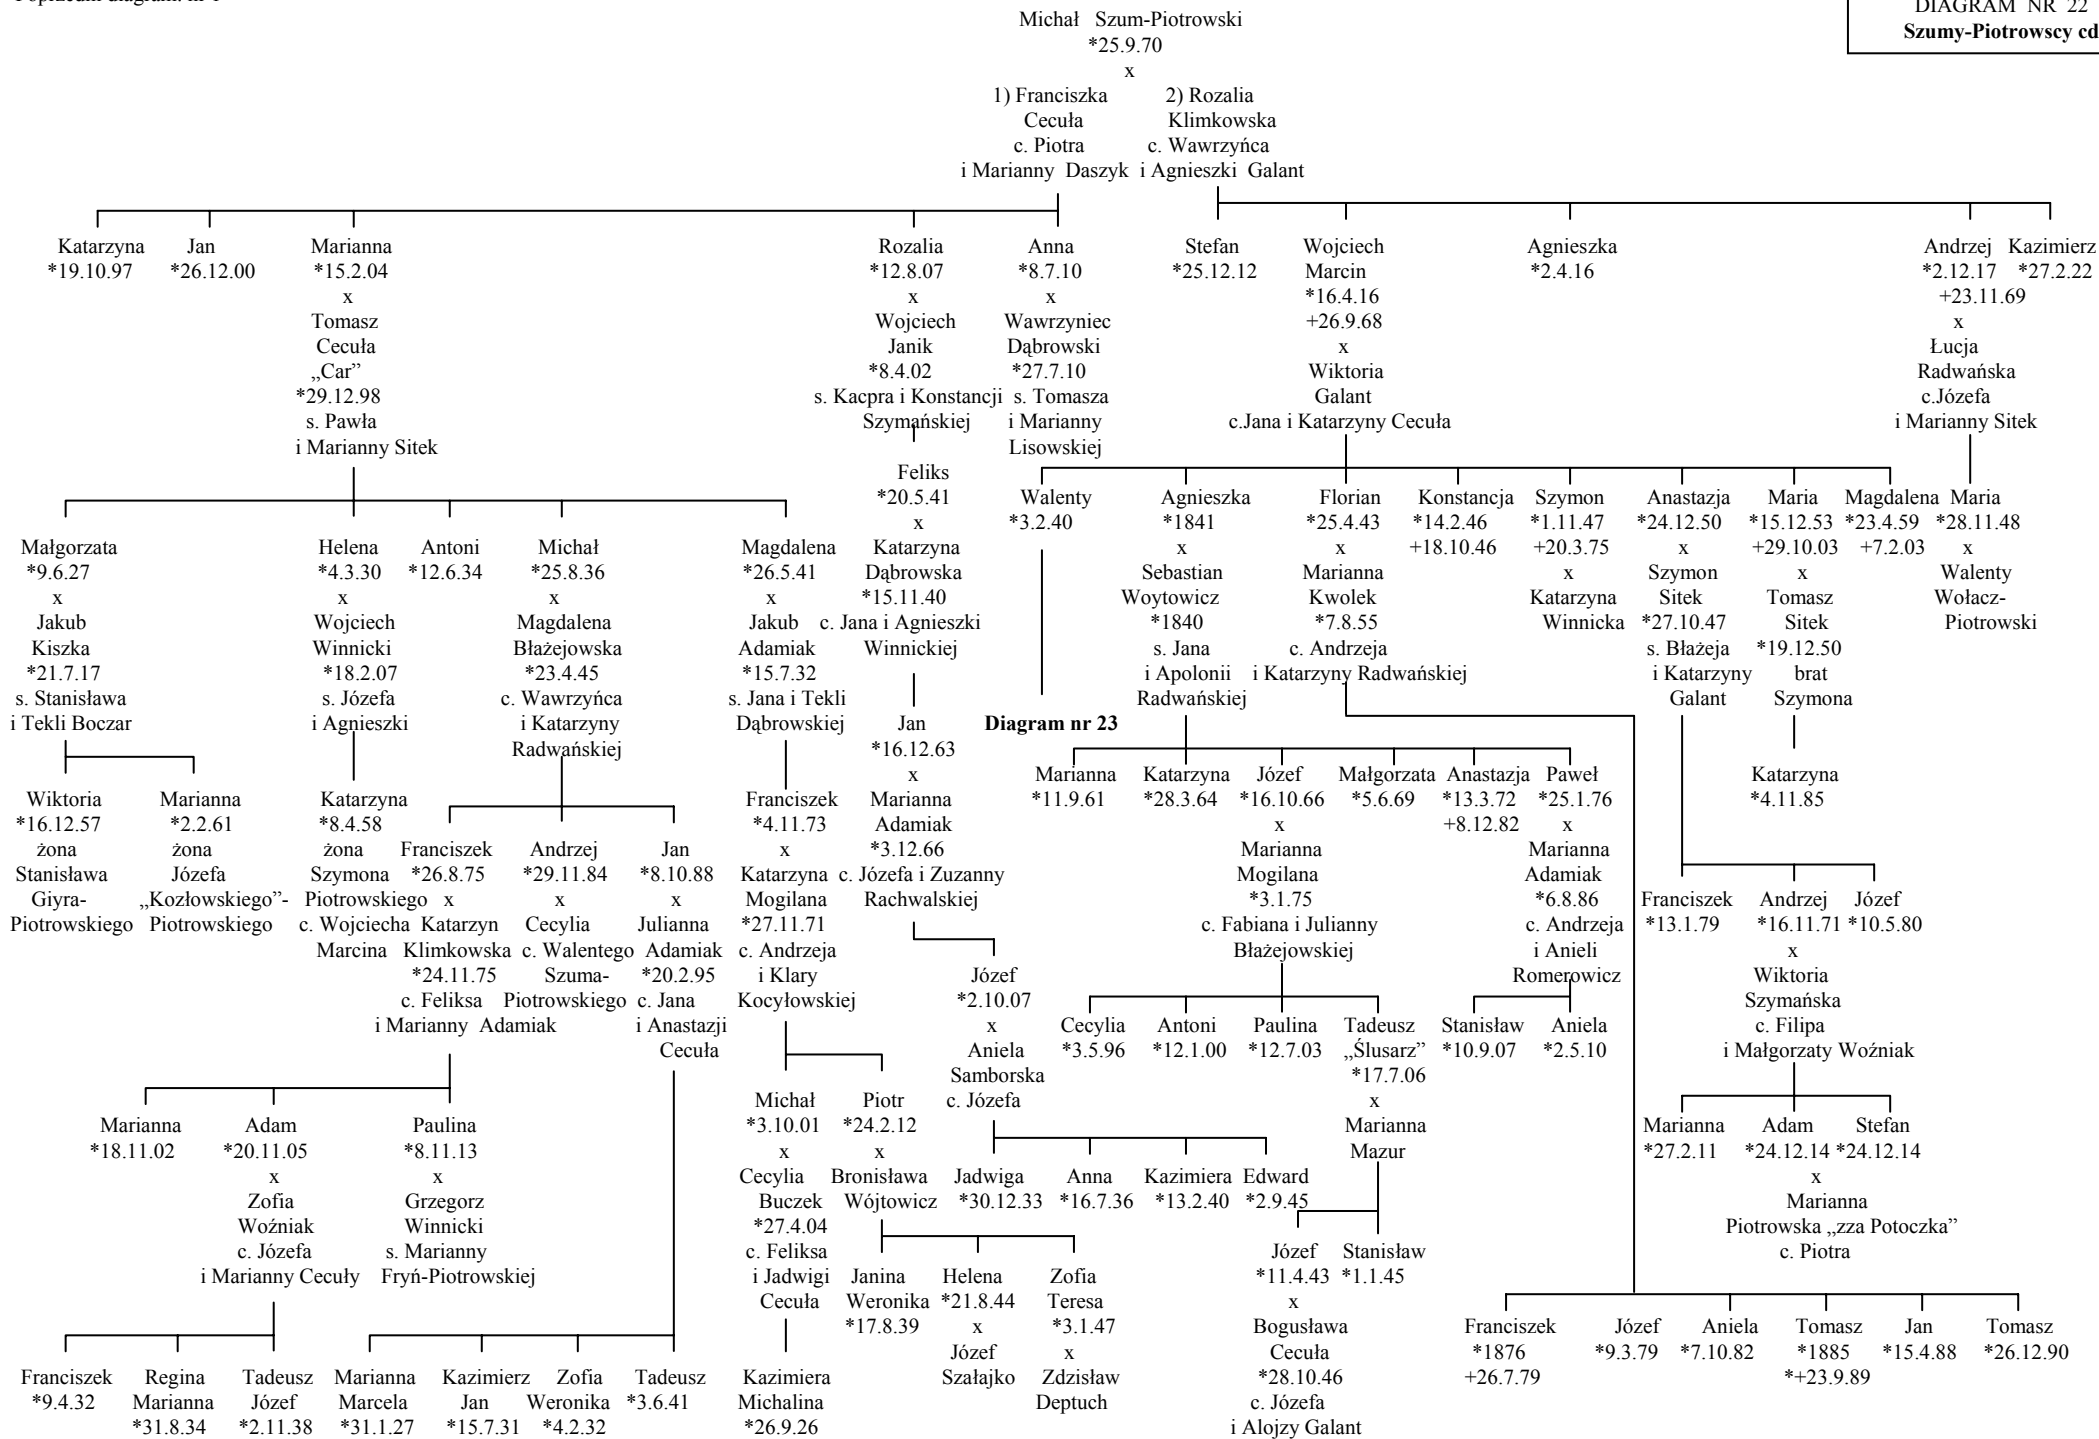 DIAGRAM NR 22
Szumy-Piotrowscy cd
Michał Szum-Piotrowski
*25.9.70
x
1) Franciszka
Cecuła
c. Piotra
i Marianny Daszyk
2) Rozalia
Klimkowska
c. Wawrzyńca
i Agnieszki Galant
Katarzyna
*19.10.97
Jan
*26.12.00
Marianna
*15.2.04
x
Tomasz
Cecuła
„Car”
*29.12.98
s. Pawła
i Marianny Sitek
Rozalia
*12.8.07
x
Wojciech
Janik
*8.4.02
s. Kacpra i Konstancji
Szymańskiej
Anna
*8.7.10
x
Wawrzyniec
Dąbrowski
*27.7.10
s. Tomasza
i Marianny
Lisowskiej
Stefan
*25.12.12
Wojciech
Marcin
*16.4.16
+26.9.68
x
Wiktoria
Galant
c.Jana i Katarzyny Cecuła
Agnieszka
*2.4.16
Andrzej
*2.12.17
+23.11.69
x
Łucja
Radwańska
c.Józefa
i Marianny Sitek
Kazimierz
*27.2.22
Małgorzata
*9.6.27
x
Jakub
Kiszka
*21.7.17
s. Stanisława
i Tekli Boczar
Helena
*4.3.30
x
Wojciech
Winnicki
*18.2.07
s. Józefa
i Agnieszki
Antoni
*12.6.34
Michał
*25.8.36
x
Magdalena
Błażejowska
*23.4.45
c. Wawrzyńca
i Katarzyny
Radwańskiej
Magdalena
*26.5.41
x
Jakub
Adamiak
*15.7.32
s. Jana i Tekli
Dąbrowskiej
Feliks
*20.5.41
x
Katarzyna
Dąbrowska
*15.11.40
c. Jana i Agnieszki
Winnickiej
Walenty
*3.2.40
Diagram nr 23
Agnieszka
*1841
x
Sebastian
Woytowicz
*1840
s. Jana
i Apolonii
Radwańskiej
Florian
*25.4.43
x
Marianna
Kwolek
*7.8.55
c. Andrzeja
i Katarzyny Radwańskiej
Konstancja
*14.2.46
+18.10.46
Szymon
*1.11.47
+20.3.75
x
Katarzyna
Winnicka
Anastazja
*24.12.50
x
Szymon
Sitek
*27.10.47
s. Błażeja
i Katarzyny
Galant
Maria
*15.12.53
+29.10.03
x
Tomasz
Sitek
*19.12.50
brat
Szymona
Magdalena
*23.4.59
+7.2.03
Maria
*28.11.48
x
Walenty
Wołacz-
Piotrowski
Wiktoria
*16.12.57
żona
Stanisława
Giyra-
Piotrowskiego
Marianna
*2.2.61
żona
Józefa
„Kozłowskiego”-
Piotrowskiego
Katarzyna
*8.4.58
żona
Szymona
Piotrowskiego
c. Wojciecha
Marcina
Franciszek
*26.8.75
x
Katarzyn
Klimkowska
*24.11.75
c. Feliksa
i Marianny Adamiak
Andrzej
*29.11.84
x
Cecylia
c. Walentego
Szuma-
Piotrowskiego
Jan
*8.10.88
x
Julianna
Adamiak
*20.2.95
c. Jana
i Anastazji
Cecuła
Franciszek
*4.11.73
x
Katarzyna
Mogilana
*27.11.71
c. Andrzeja
i Klary
Kocyłowskiej
Jan
*16.12.63
x
Marianna
Adamiak
*3.12.66
c. Józefa i Zuzanny
Rachwalskiej
Marianna
*11.9.61
Katarzyna
*28.3.64
Józef
*16.10.66
x
Marianna
Mogilana
*3.1.75
c. Fabiana i Julianny
Błażejowskiej
Małgorzata
*5.6.69
Anastazja
*13.3.72
+8.12.82
Paweł
*25.1.76
x
Marianna
Adamiak
*6.8.86
c. Andrzeja
i Anieli
Romerowicz
Katarzyna
*4.11.85
Franciszek
*13.1.79
Andrzej
*16.11.71
x
Wiktoria
Szymańska
c. Filipa
i Małgorzaty Woźniak
Józef
*10.5.80
Józef
*2.10.07
x
Aniela
Samborska
c. Józefa
Cecylia
*3.5.96
Antoni
*12.1.00
Paulina
*12.7.03
Tadeusz
„Ślusarz”
*17.7.06
x
Marianna
Mazur
Stanisław
*10.9.07
Aniela
*2.5.10
Marianna
*18.11.02
Adam
*20.11.05
x
Zofia
Woźniak
c. Józefa
i Marianny Cecuły
Paulina
*8.11.13
x
Grzegorz
Winnicki
s. Marianny
Fryń-Piotrowskiej
Michał
*3.10.01
x
Cecylia
Buczek
*27.4.04
c. Feliksa
i Jadwigi
Cecuła
Piotr
*24.2.12
x
Bronisława
Wójtowicz
Jadwiga
*30.12.33
Anna
*16.7.36
Kazimiera
*13.2.40
Edward
*2.9.45
Marianna
*27.2.11
Adam
*24.12.14
x
Marianna
Piotrowska „zza Potoczka”
c. Piotra
Stefan
*24.12.14
Janina
Weronika
*17.8.39
Helena
*21.8.44
x
Józef
Szałajko
Zofia
Teresa
*3.1.47
x
Zdzisław
Deptuch
Józef
*11.4.43
x
Bogusława
Cecuła
*28.10.46
c. Józefa
i Alojzy Galant
Stanisław
*1.1.45
Franciszek
*1876
+26.7.79
Józef
*9.3.79
Aniela
*7.10.82
Tomasz
*1885
*+23.9.89
Jan
*15.4.88
Tomasz
*26.12.90
Franciszek
*9.4.32
Regina
Marianna
*31.8.34
Tadeusz
Józef
*2.11.38
Marianna
Marcela
*31.1.27
Kazimierz
Jan
*15.7.31
Zofia
Weronika
*4.2.32
Tadeusz
*3.6.41
Kazimiera
Michalina
*26.9.26